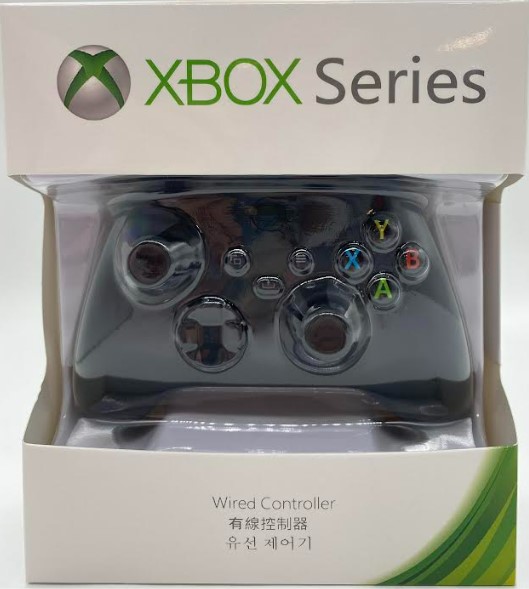 XBOX Series
Y
X B
A
Wired Controller
有線控制器
유선 제어기